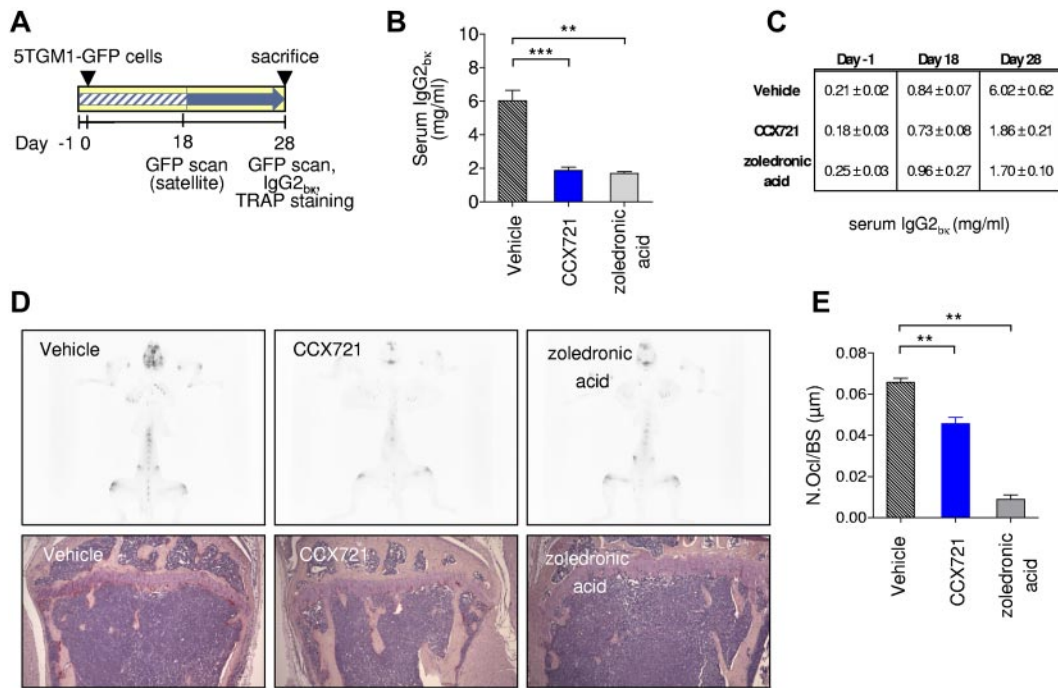 A
5TGM1-GFP cells
sacrifice
Day -1 0 18 28
GFP scan
(satellite)
GFP scan,
IgG2bκ,
TRAP staining
B
Serum IgG2bκ
(mg/ml)
10
8
6
4
2
0
***
**
Vehicle
CCX721
zoledronic
acid
C
Day -1 Day 18 Day 28
Vehicle 0.21±0.02 0.84±0.07 6.02±0.62
CCX721 0.18±0.03 0.73±0.08 1.86±0.21
zoledronic
acid 0.25±0.03 0.96±0.27 1.70±0.10
serum IgG2bκ (mg/ml)
D
Vehicle
CCX721
zoledronic
acid
Vehicle
CCX721
zoledronic
acid
E
N.Ocl/BS (μm)
0.08
0.06
0.04
0.02
0.00
**
**
Vehicle
CCX721
zoledronic
acid